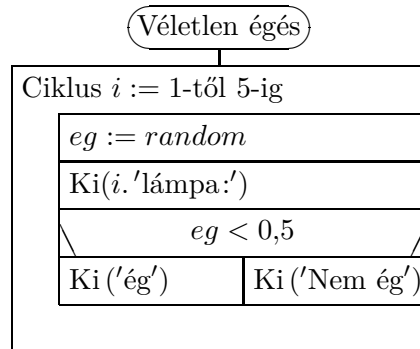 Véletlen égés
Ciklus i := 1-től 5-ig
eg := random
Ki(i. 'lámpa:')
eg < 0,5
Ki ('ég') Ki ('Nem ég')